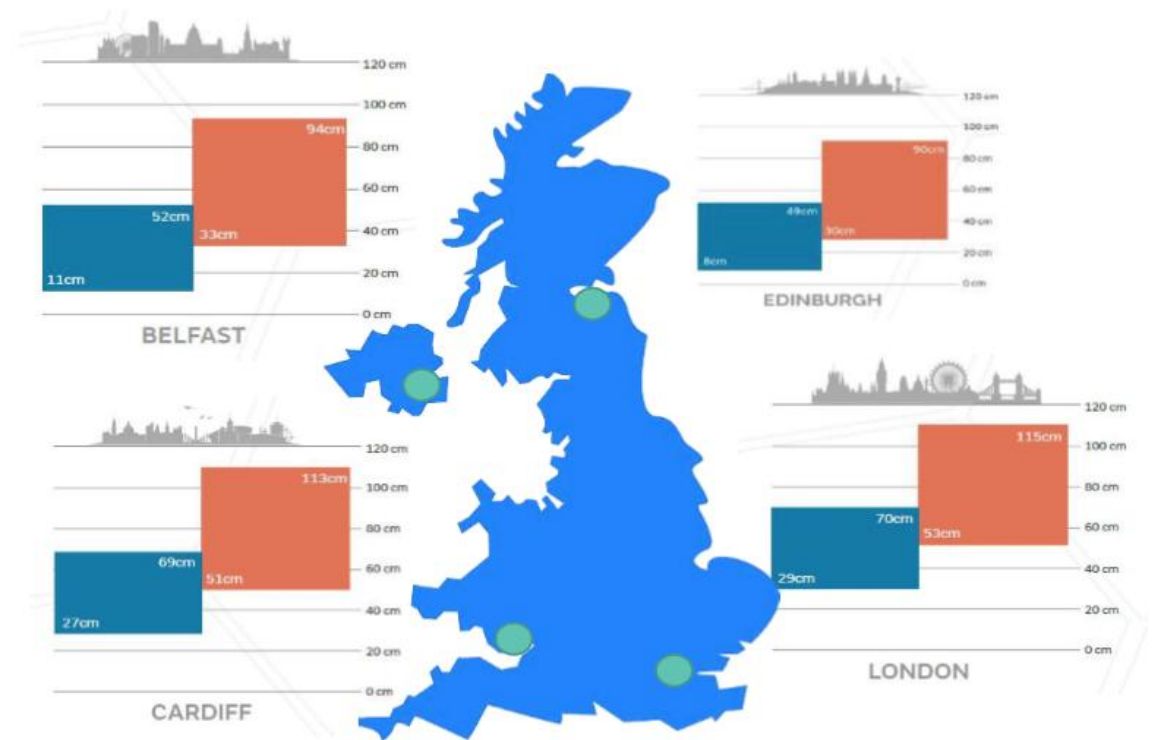 120 cm
100 cm
94cm
80 cm
60 cm
52cm
40 cm
33cm
20 cm
11cm
0 cm
BELFAST
120 cm
100 cm
90cm
80 cm
60 cm
49cm
40 cm
30cm
20 cm
8cm
0 cm
EDINBURGH
120 cm
113cm
100 cm
80 cm
69cm
60 cm
51cm
40 cm
27cm
20 cm
0 cm
CARDIFF
120 cm
115cm
100 cm
80 cm
70cm
60 cm
53cm
40 cm
29cm
20 cm
0 cm
LONDON